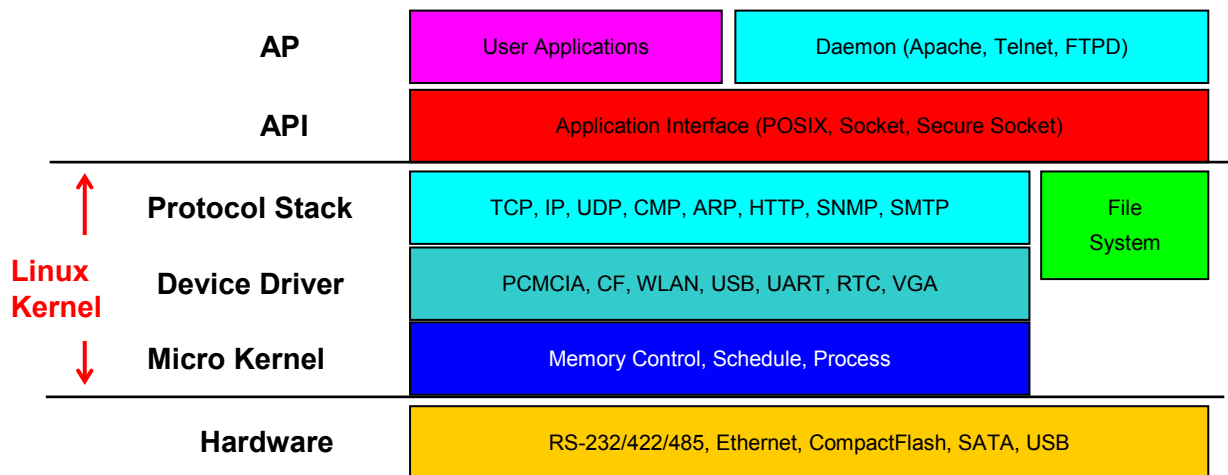 AP
User Applications
Daemon (Apache, Telnet, FTPD)
API
Application Interface (POSIX, Socket, Secure Socket)
Linux
Kernel
Protocol Stack
TCP, IP, UDP, CMP, ARP, HTTP, SNMP, SMTP
File
System
Device Driver
PCMCIA, CF, WLAN, USB, UART, RTC, VGA
Micro Kernel
Memory Control, Schedule, Process
Hardware
RS-232/422/485, Ethernet, CompactFlash, SATA, USB